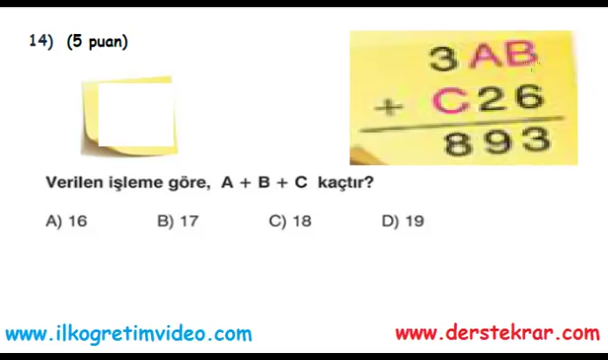 14) (5 puan)
3AB
+ C26
893
Verilen işleme göre, A + B + C kaçtır?
A) 16 B) 17 C) 18 D) 19
www.ilkogretimvideo.com www.derstekrar.com